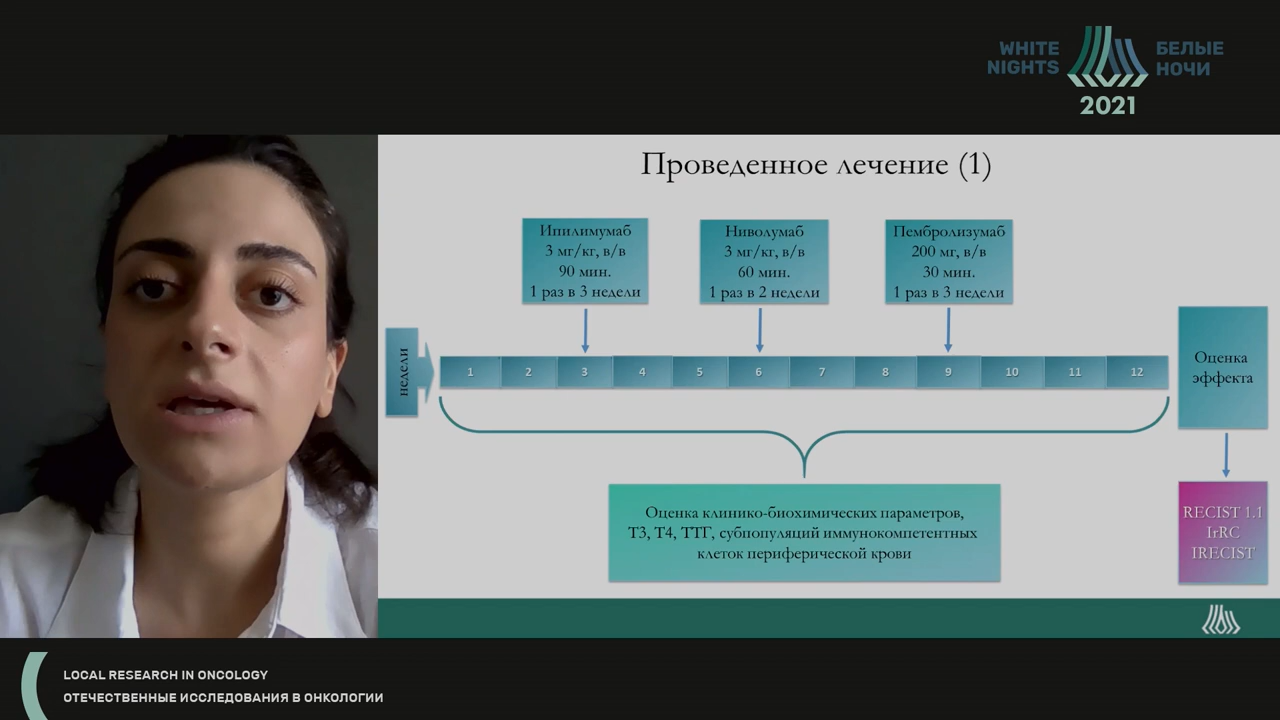 WHITE
NIGHTS
БЕЛЫЕ
НОЧИ
2021
Проведенное лечение (1)
Ипилимумаб
3 мг/кг, в/в
90 мин.
1 раз в 3 недели
Ниволумаб
3 мг/кг, в/в
60 мин.
1 раз в 2 недели
Пембролизумаб
200 мг, в/в
30 мин.
1 раз в 3 недели
недели
1 2 3 4 5 6 7 8 9 10 11 12
Оценка
эффекта
Оценка клинико-биохимических параметров,
Т3, Т4, ТТГ, субпопуляций иммунокомпетентных
клеток периферической крови
RECIST 1.1
IrRC
IRECIST
LOCAL RESEARCH IN ONCOLOGY
ОТЕЧЕСТВЕННЫЕ ИССЛЕДОВАНИЯ В ОНКОЛОГИИ